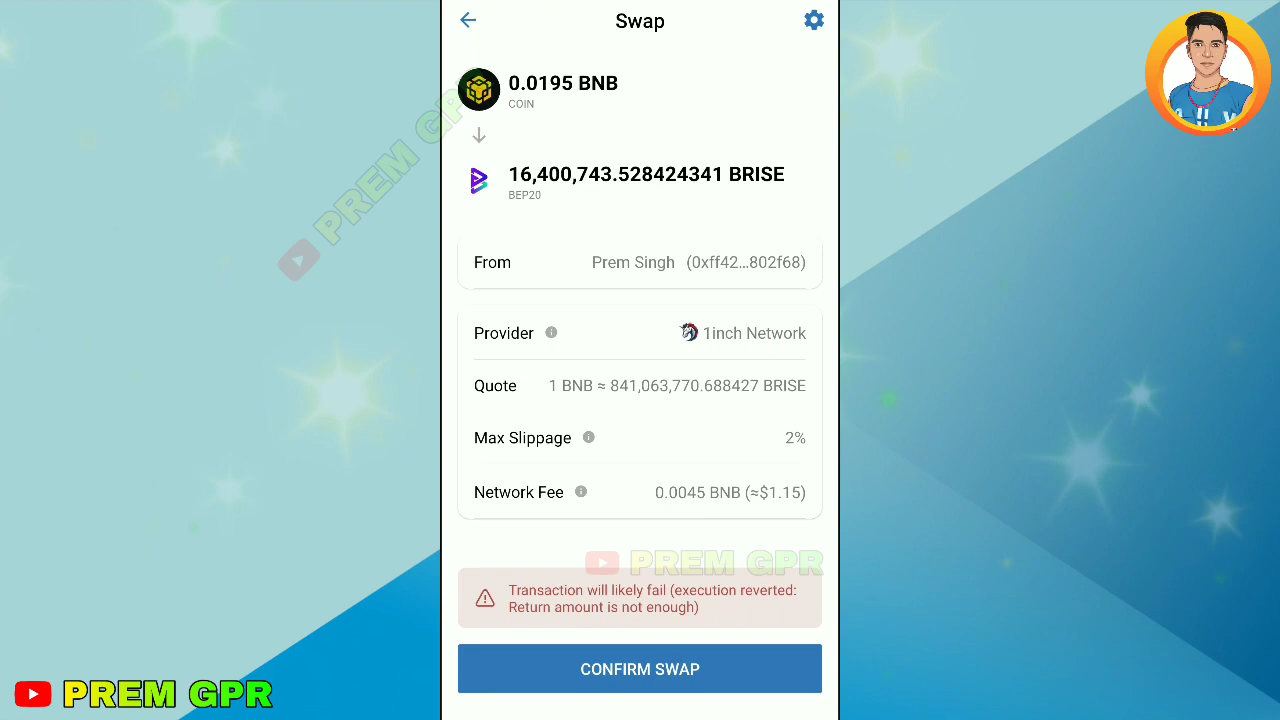 Swap
0.0195 BNB
COIN
16,400,743.528424341 BRISE
BEP20
PREM GPR
From Prem Singh (0xff42...802f68)
Provider 1inch Network
Quote 1 BNB ≈ 841,063,770.688427 BRISE
Max Slippage 2%
Network Fee 0.0045 BNB (≈$1.15)
PREM GPR
Transaction will likely fail (execution reverted:
Return amount is not enough)
CONFIRM SWAP
PREM GPR